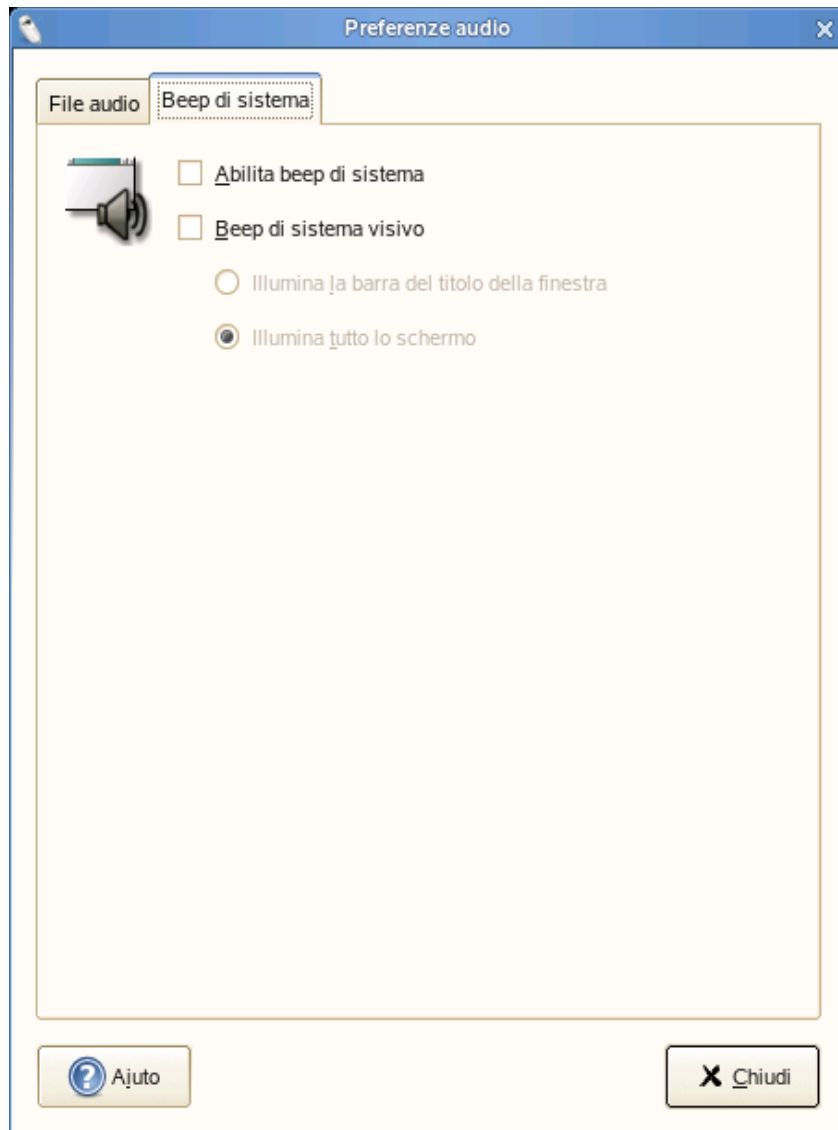 Preferenze audio
File audio
Beep di sistema
Abilita beep di sistema
Beep di sistema visivo
Illumina la barra del titolo della finestra
Illumina tutto lo schermo
Aiuto
Chiudi